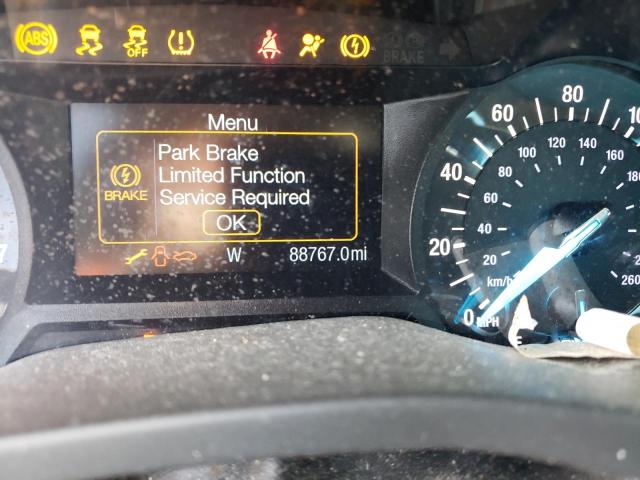 ABS
OFF
BRAKE
Menu
Park Brake
Limited Function
Service Required
BRAKE
OK
W
88767.0mi
0
20
40
60
80
20
40
60
80
100
120
140
160
km/h
MPH
260